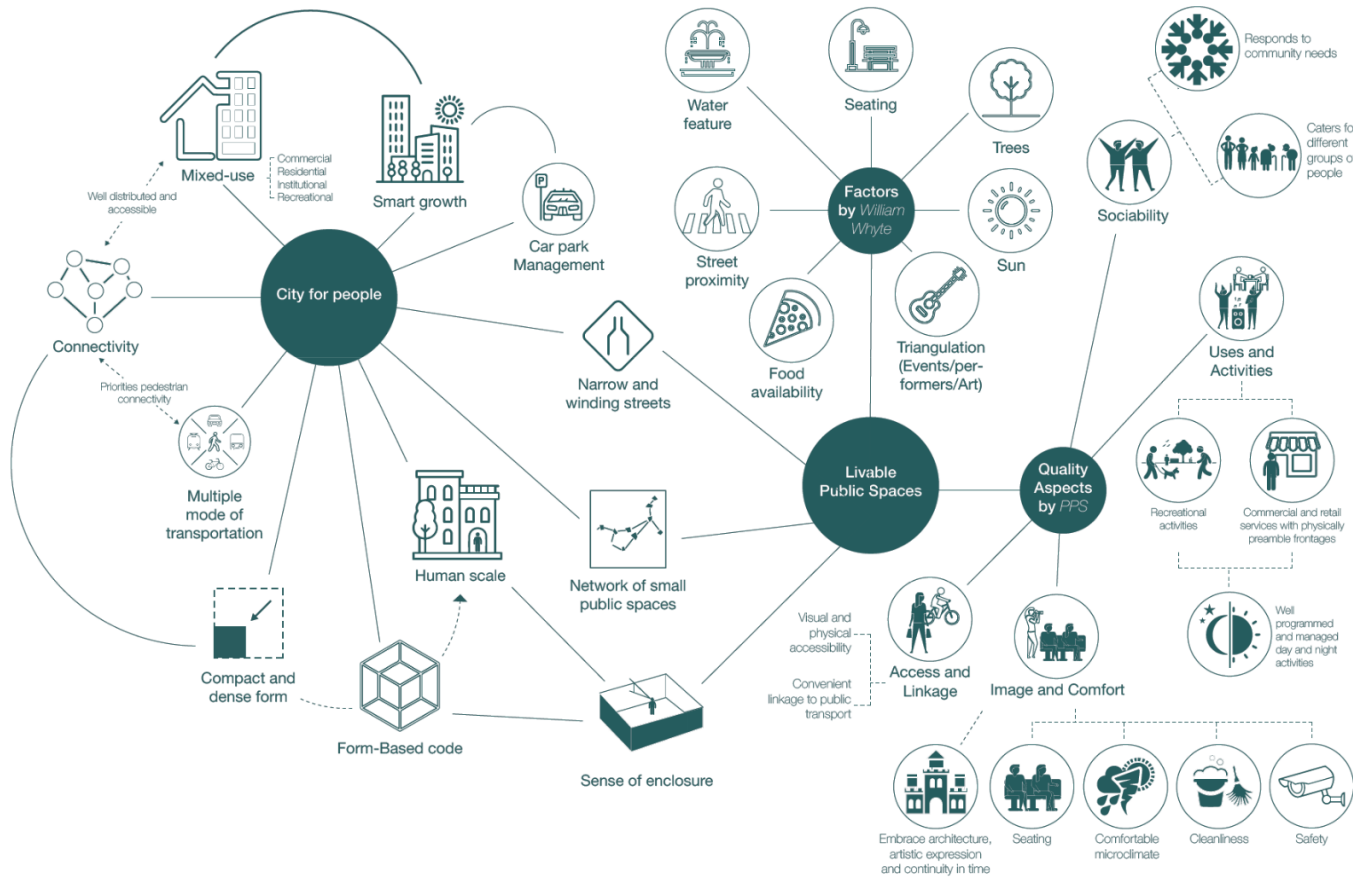 Mixed-use
Commercial
Residential
Institutional
Recreational
Smart growth
Well distributed and
accessible
P
Car park
Management
City for people
Connectivity
Priorities pedestrian
connectivity
Multiple
mode of
transportation
Compact and
dense form
Form-Based code
Human scale
Narrow and
winding streets
Network of small
public spaces
Sense of enclosure
Water
feature
Seating
Trees
Factors
by William
Whyte
Street
proximity
Sun
Food
availability
Triangulation
(Events/per-
formers/Art)
Livable
Public Spaces
Quality
Aspects
by PPS
Responds to
community needs
Caters fo
different
groups o
people
Sociability
Uses and
Activities
Recreational
activities
Commercial and retail
services with physically
preamble frontages
Well
programmed
and managed
day and night
activities
Visual and
physical
accessibility
Convenient
linkage to public
transport
Access and
Linkage
Image and Comfort
Embrace architecture,
artistic expression
and continuity in time
Seating
Comfortable
microclimate
Cleanliness
Safety